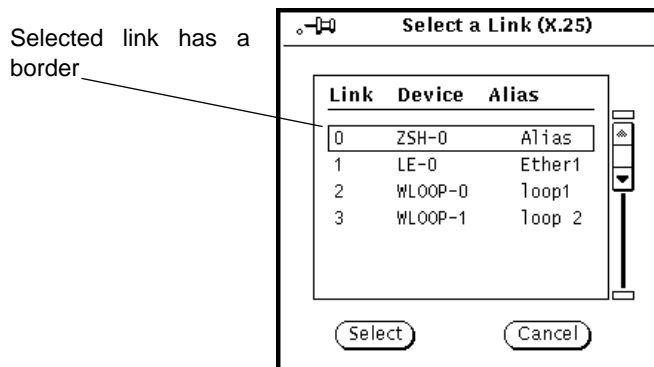 Selected link has a
border
Select a Link (X.25)
Link Device Alias
0 ZSH-0 Alias
1 LE-0 Ether1
2 WLOOP-0 loop1
3 WLOOP-1 loop 2
Select Cancel